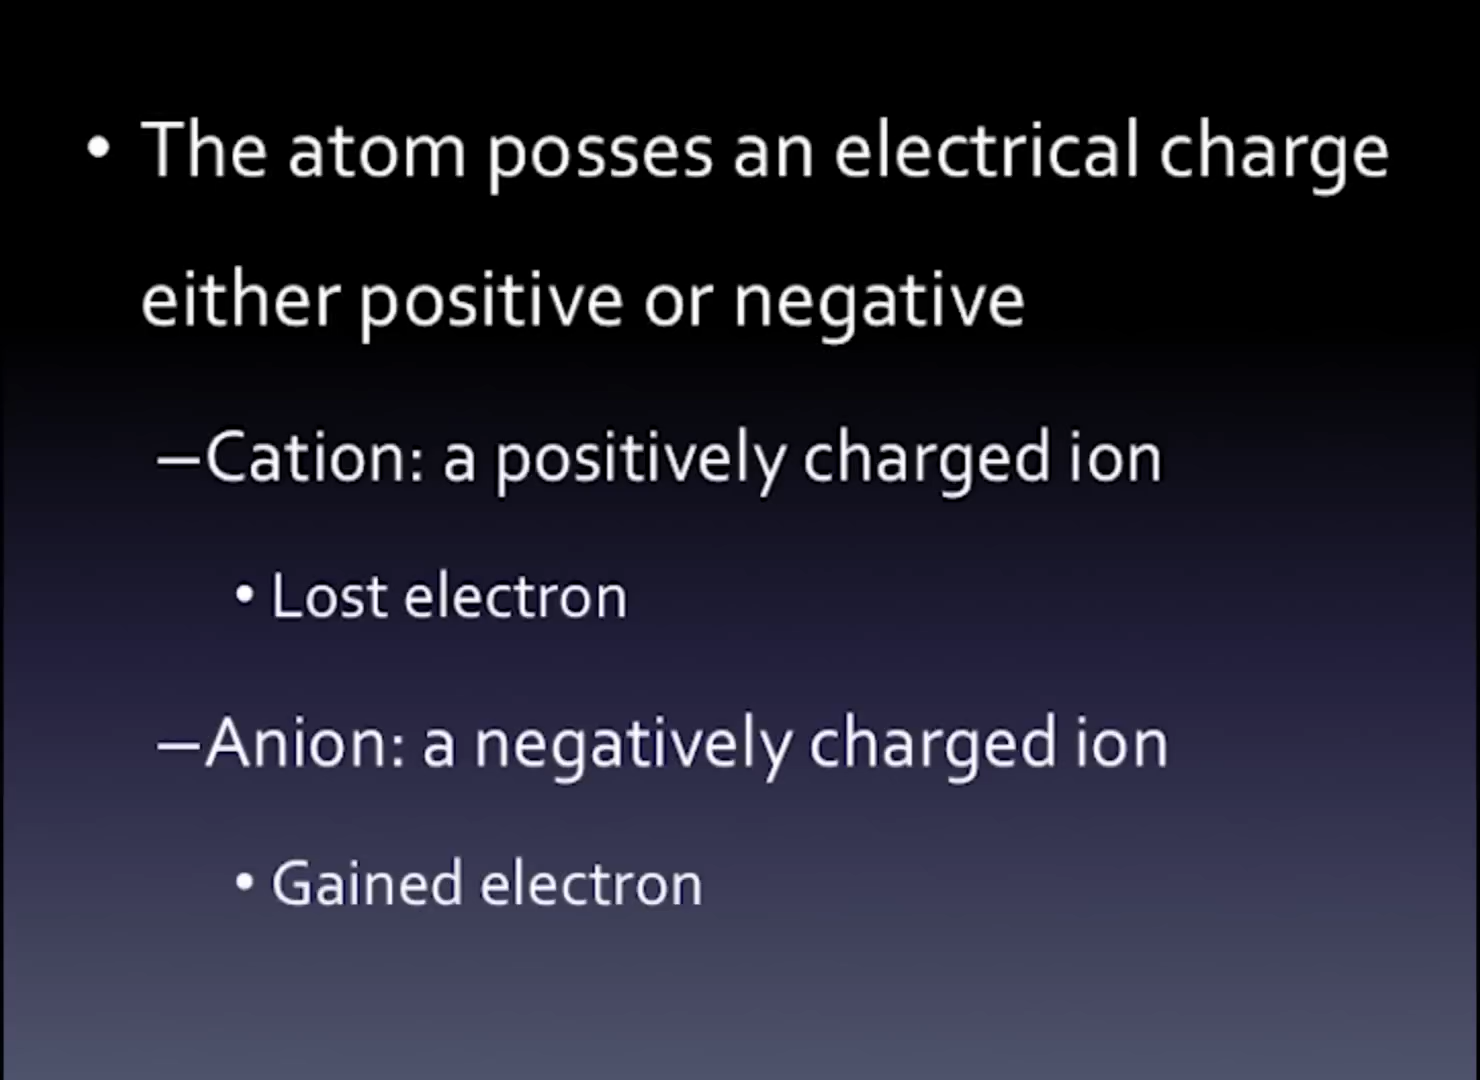 • The atom posses an electrical charge
either positive or negative
–Cation: a positively charged ion
• Lost electron
–Anion: a negatively charged ion
• Gained electron